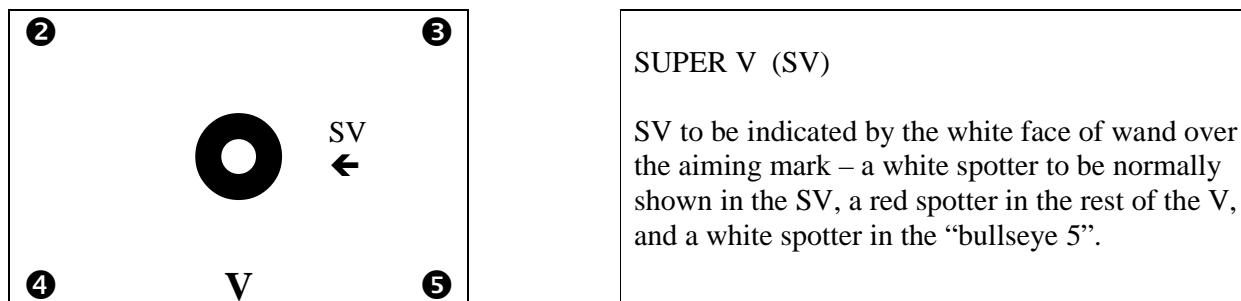 ❷ ❸
SV
←
❹ V ❺
SUPER V (SV)
SV to be indicated by the white face of wand over
the aiming mark – a white spotter to be normally
shown in the SV, a red spotter in the rest of the V,
and a white spotter in the “bullseye 5”.